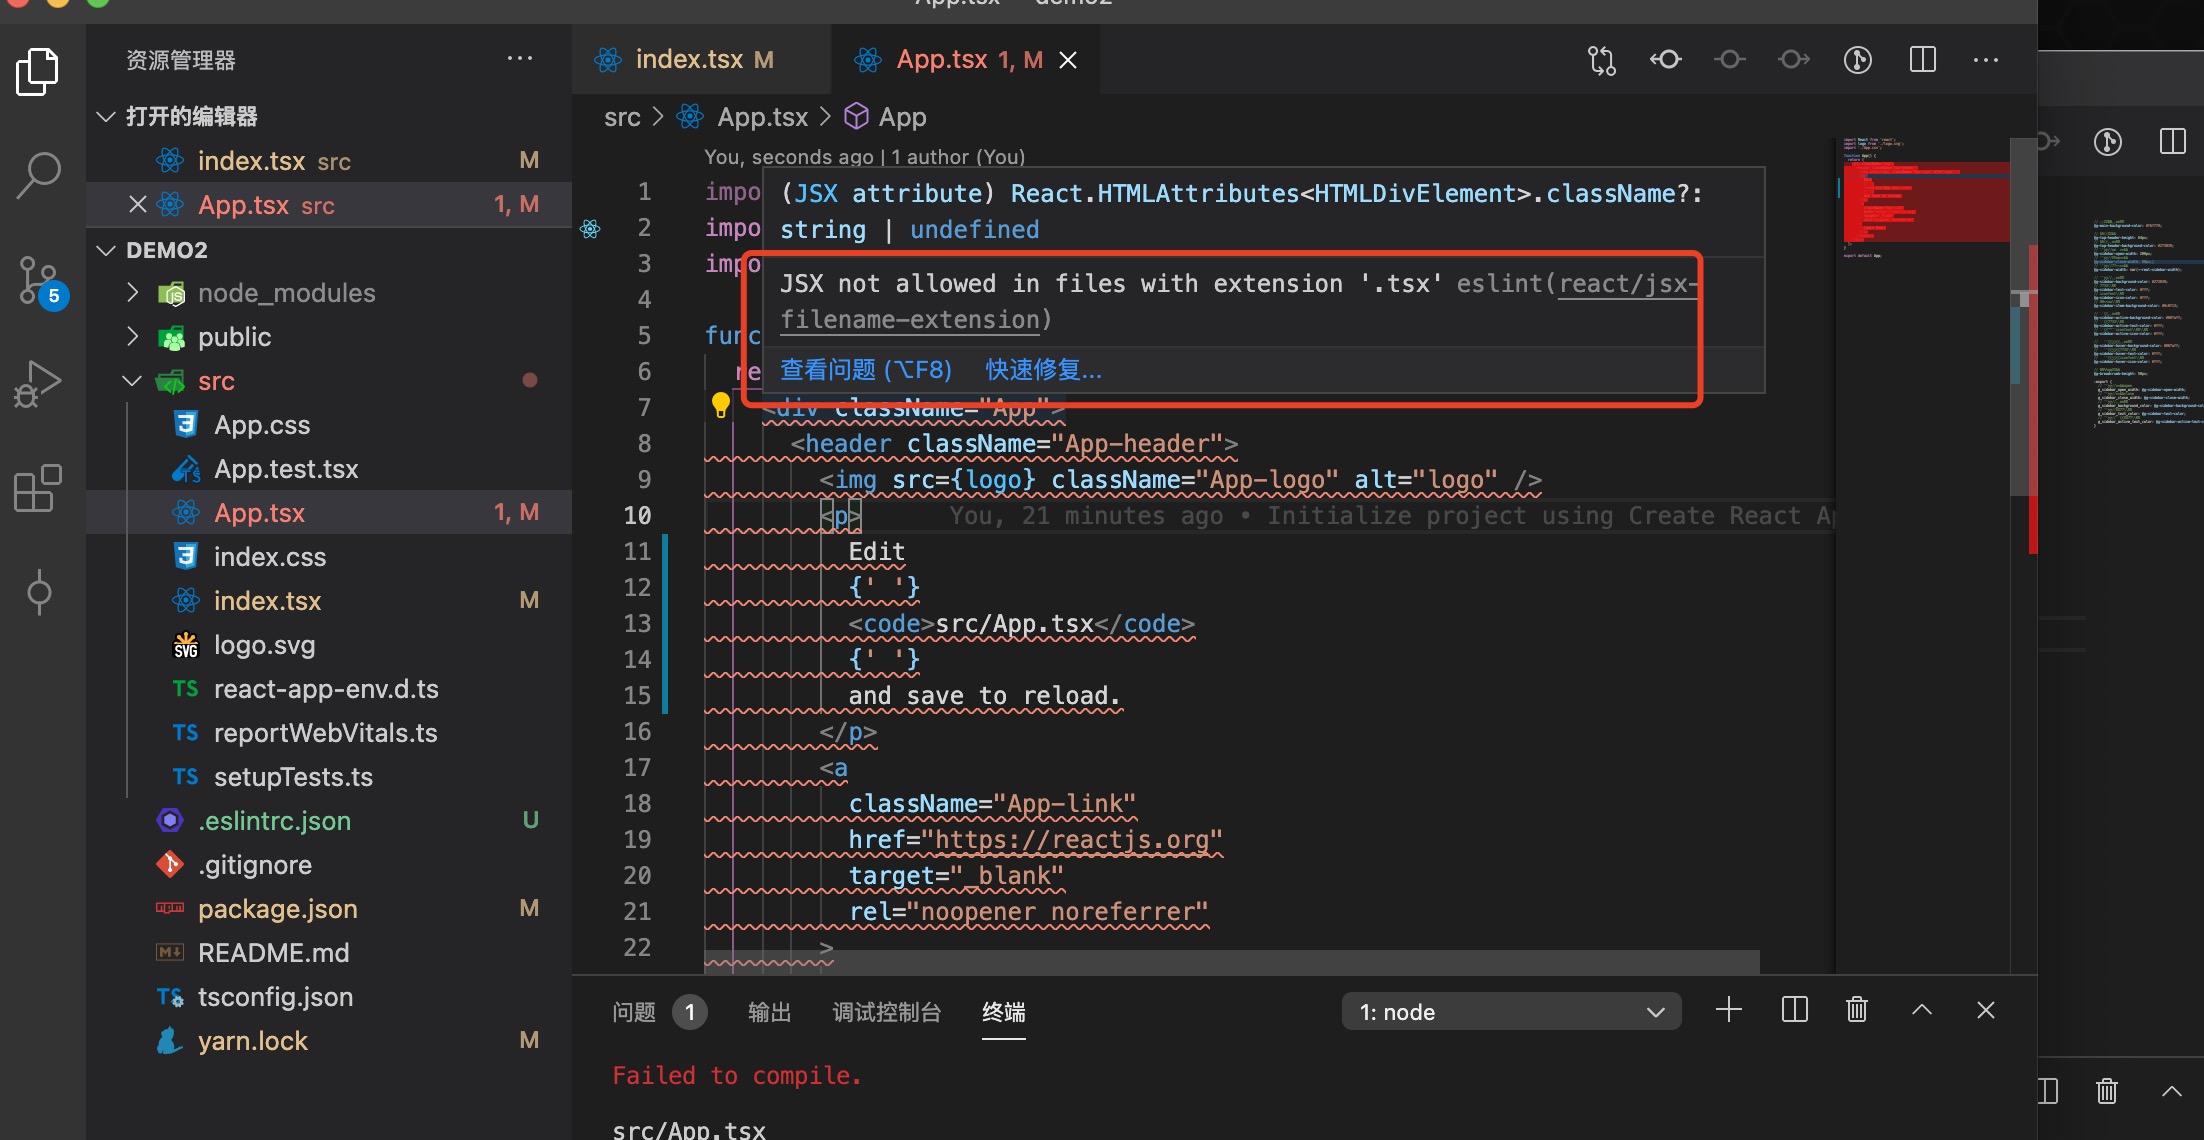 资源管理器
打开的编辑器
index.tsx src M
App.tsx src 1, M
DEMO2
node_modules
public
src
App.css
App.test.tsx
App.tsx 1, M
index.css
index.tsx M
logo.svg
react-app-env.d.ts
reportWebVitals.ts
setupTests.ts
.eslintrc.json U
.gitignore
package.json M
README.md
tsconfig.json
yarn.lock M
5
index.tsx M
App.tsx 1, M
src > App.tsx > App
You, seconds ago | 1 author (You)
1 impo
2 impo
3 impo
4
5 func
6 re
(JSX attribute) React.HTMLAttributes<HTMLDivElement>.className?:
string | undefined
JSX not allowed in files with extension '.tsx' eslint(react/jsx-
filename-extension)
查看问题 (⌥F8) 快速修复...
7 <div className="App">
8 <header className="App-header">
9 <img src={logo} className="App-logo" alt="logo" />
10 <p> You, 21 minutes ago • Initialize project using Create React Ap
11 Edit
12 {' '}
13 <code>src/App.tsx</code>
14 {' '}
15 and save to reload.
16 </p>
17 <a
18 className="App-link"
19 href="https://reactjs.org"
20 target="_blank"
21 rel="noopener noreferrer"
22 >
问题 1 输出 调试控制台 终端 1: node
Failed to compile.
src/App.tsx